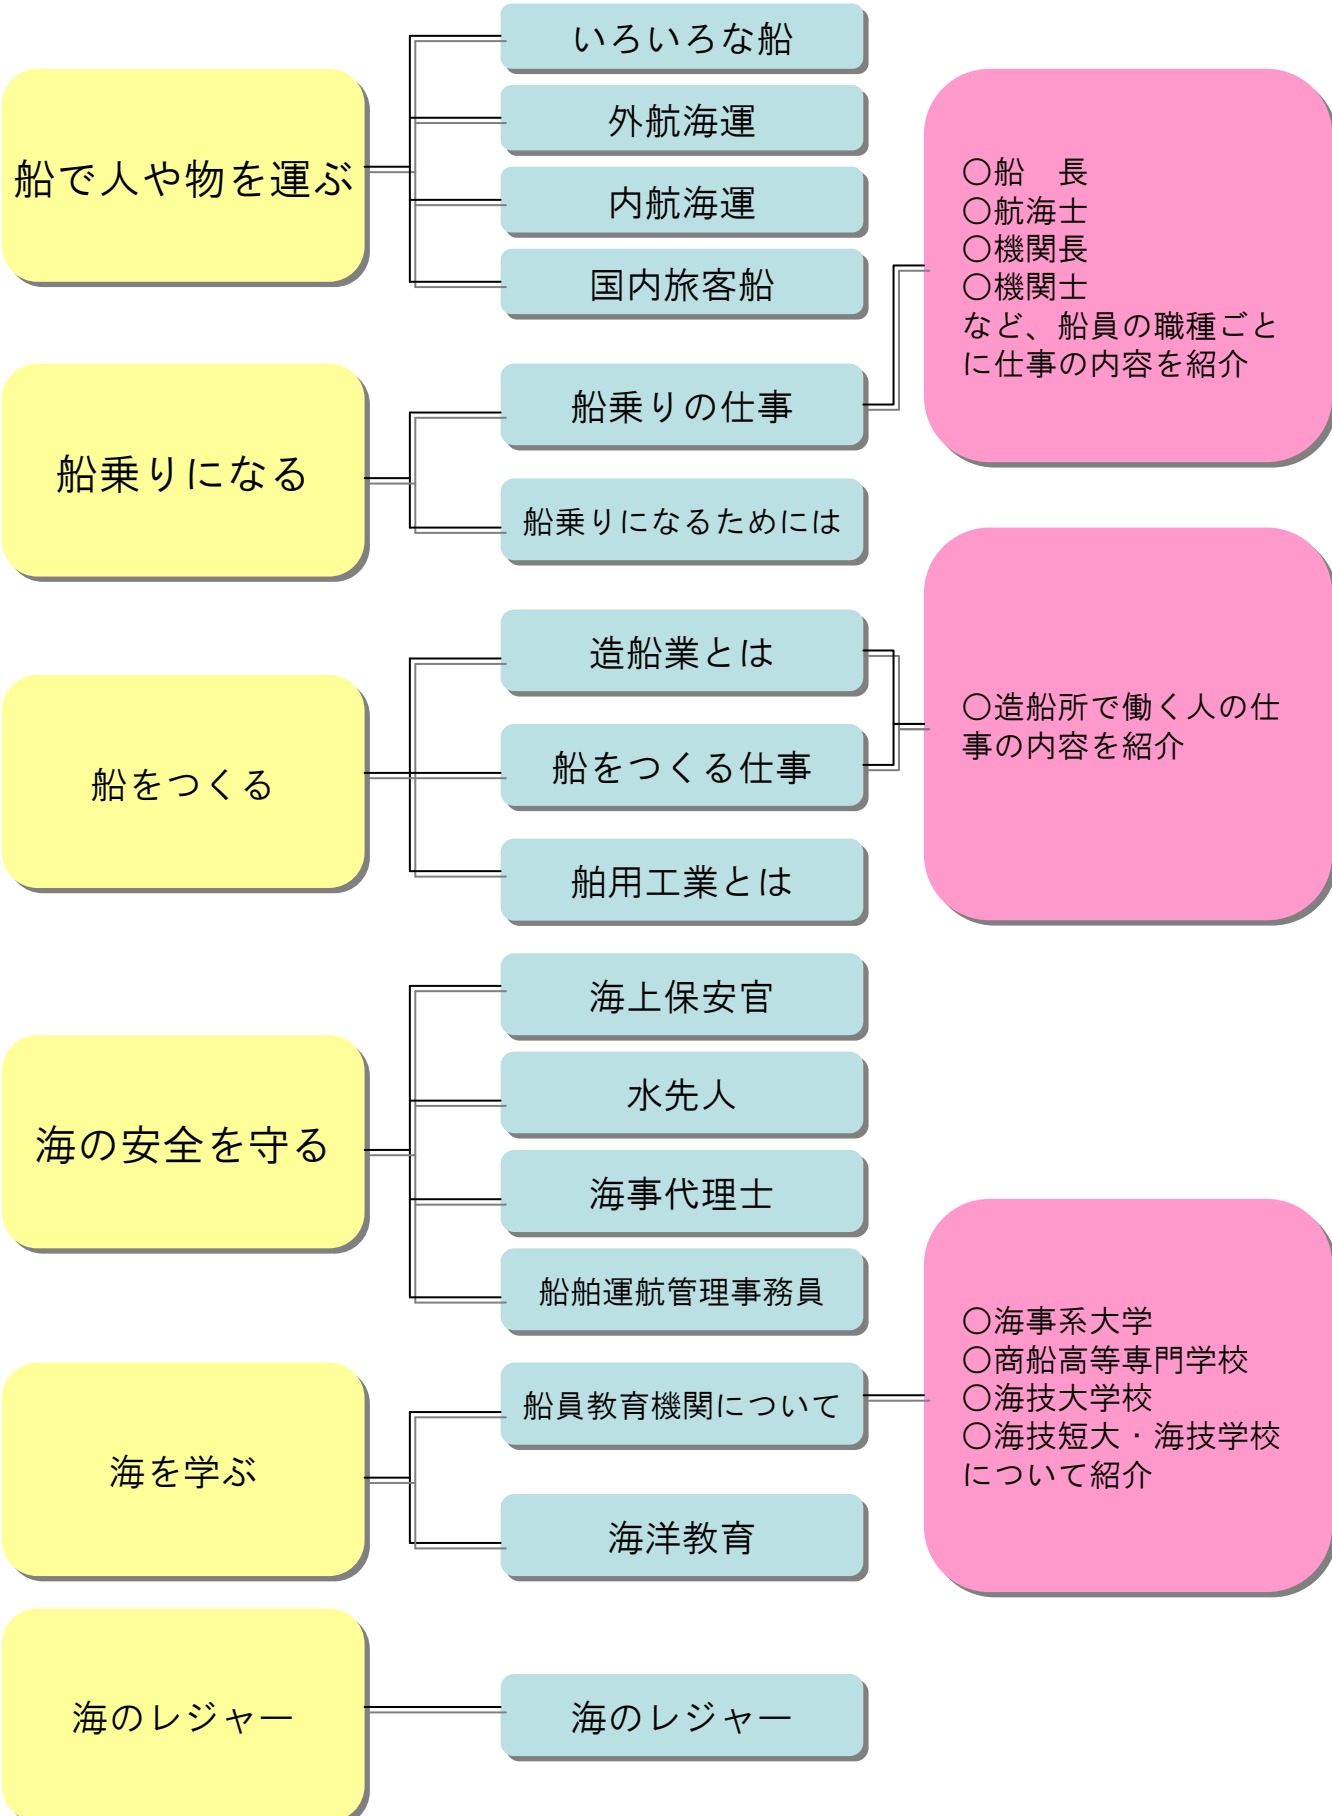 船で人や物を運ぶ
いろいろな船
外航海運
内航海運
国内旅客船
船乗りになる
船乗りの仕事
船乗りになるためには
○船　長
○航海士
○機関長
○機関士
など、船員の職種ごと
に仕事の内容を紹介
船をつくる
造船業とは
船をつくる仕事
舶用工業とは
○造船所で働く人の仕
事の内容を紹介
海の安全を守る
海上保安官
水先人
海事代理士
船舶運航管理事務員
海を学ぶ
船員教育機関について
海洋教育
○海事系大学
○商船高等専門学校
○海技大学校
○海技短大・海技学校
について紹介
海のレジャー
海のレジャー